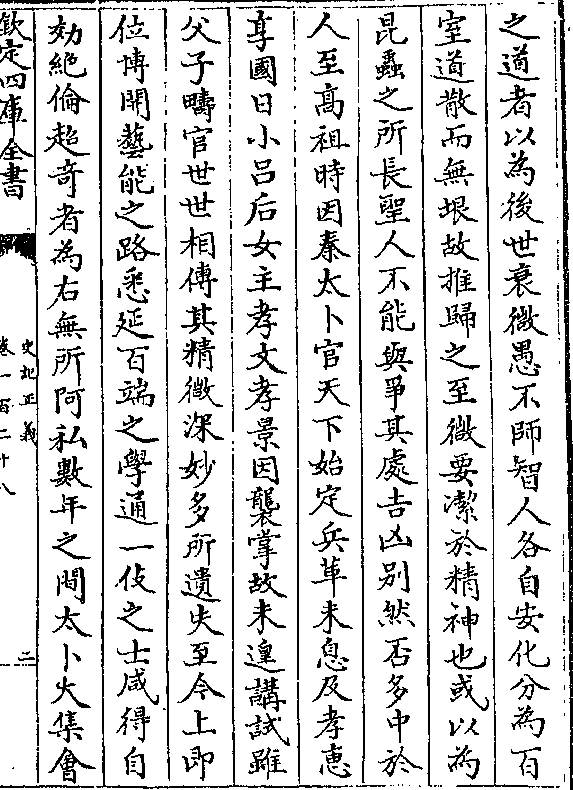 之道者以為後世衰微愚不師智人各自安化分為百
室道散而無垠故推歸之至微要潔於精神也或以為
昆蟲之所長聖人不能與爭其處吉凶別然否多中於
人至高祖時因秦太卜官天下始定兵革未息及孝惠
享國日小吕后女主孝文孝景因襲掌故未遑講試雖
父子疇官世世相傳其精微深妙多所遺失至今上即
位博開藝能之路悉延百端之學通一伎之士咸得自
効絶倫超竒者為右無所阿私數年之間太卜大集會
欽定四庫全書
史記正義
卷一百二十八
二